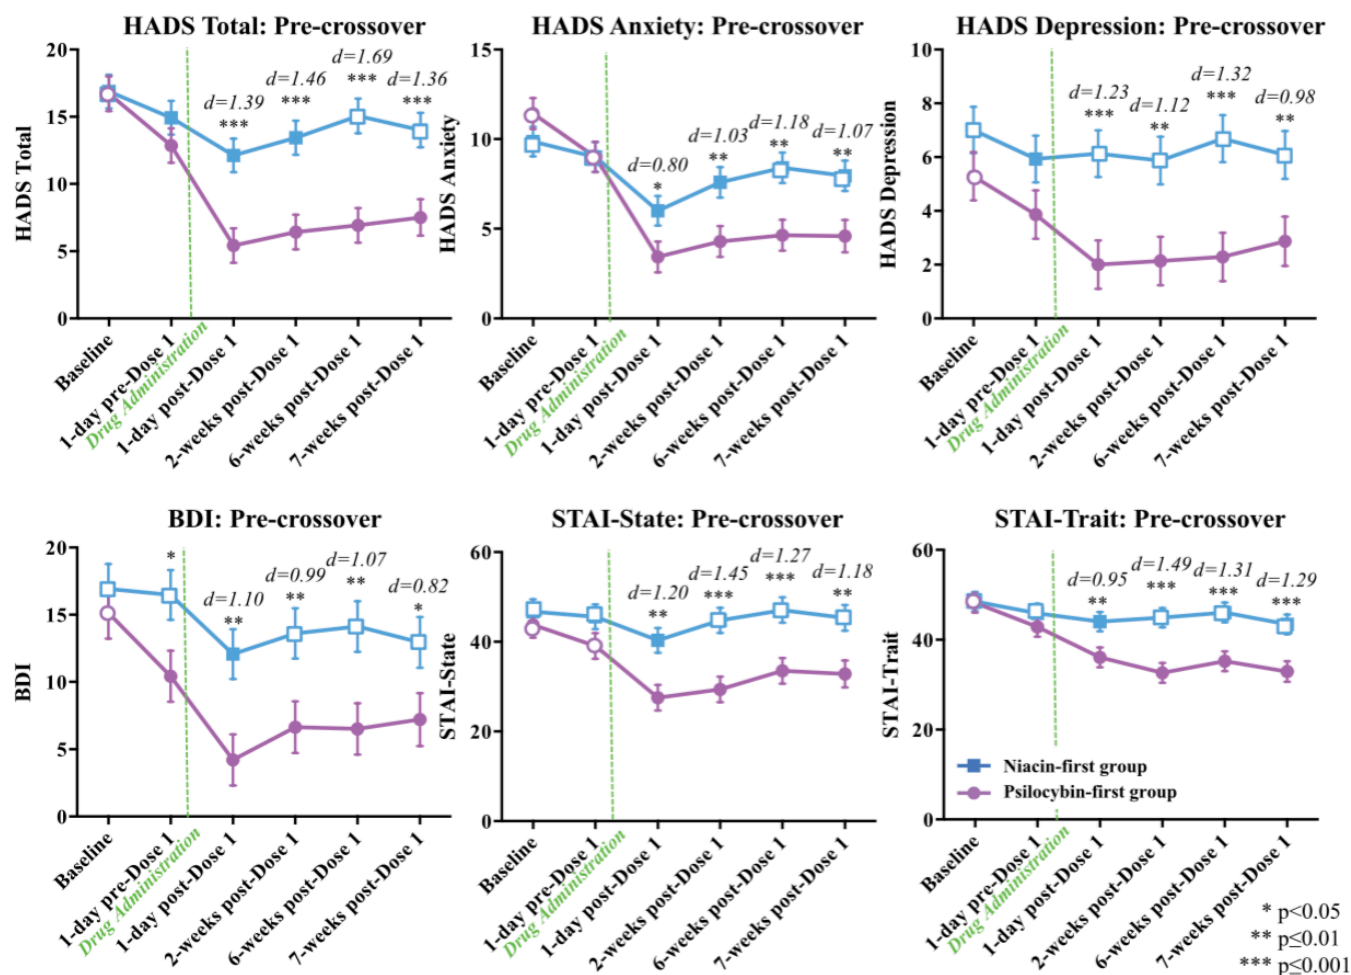 HADS Total: Pre-crossover
HADS Total
20
15
10
5
0
d=1.39
***
d=1.46
***
d=1.69
***
d=1.36
***
Baseline
1-day pre-Dose 1
Drug Administration
1-day post-Dose 1
2-weeks post-Dose 1
6-weeks post-Dose 1
7-weeks post-Dose 1
HADS Anxiety: Pre-crossover
HADS Anxiety
15
10
5
0
d=0.80
*
d=1.03
**
d=1.18
**
d=1.07
**
Baseline
1-day pre-Dose 1
Drug Administration
1-day post-Dose 1
2-weeks post-Dose 1
6-weeks post-Dose 1
7-weeks post-Dose 1
HADS Depression: Pre-crossover
HADS Depression
10
8
6
4
2
0
d=1.23
***
d=1.12
**
d=1.32
***
d=0.98
**
Baseline
1-day pre-Dose 1
Drug Administration
1-day post-Dose 1
2-weeks post-Dose 1
6-weeks post-Dose 1
7-weeks post-Dose 1
BDI: Pre-crossover
BDI
20
15
10
5
0
*
d=1.10
**
d=0.99
**
d=1.07
**
d=0.82
*
Baseline
1-day pre-Dose 1
Drug Administration
1-day post-Dose 1
2-weeks post-Dose 1
6-weeks post-Dose 1
7-weeks post-Dose 1
STAI-State: Pre-crossover
STAI-State
60
40
20
0
d=1.20
**
d=1.45
***
d=1.27
***
d=1.18
**
Baseline
1-day pre-Dose 1
Drug Administration
1-day post-Dose 1
2-weeks post-Dose 1
6-weeks post-Dose 1
7-weeks post-Dose 1
STAI-Trait: Pre-crossover
STAI-Trait
60
40
20
0
d=0.95
**
d=1.49
***
d=1.31
***
d=1.29
***
Niacin-first group
Psilocybin-first group
Baseline
1-day pre-Dose 1
Drug Administration
1-day post-Dose 1
2-weeks post-Dose 1
6-weeks post-Dose 1
7-weeks post-Dose 1
* p<0.05
** p≤0.01
*** p≤0.001